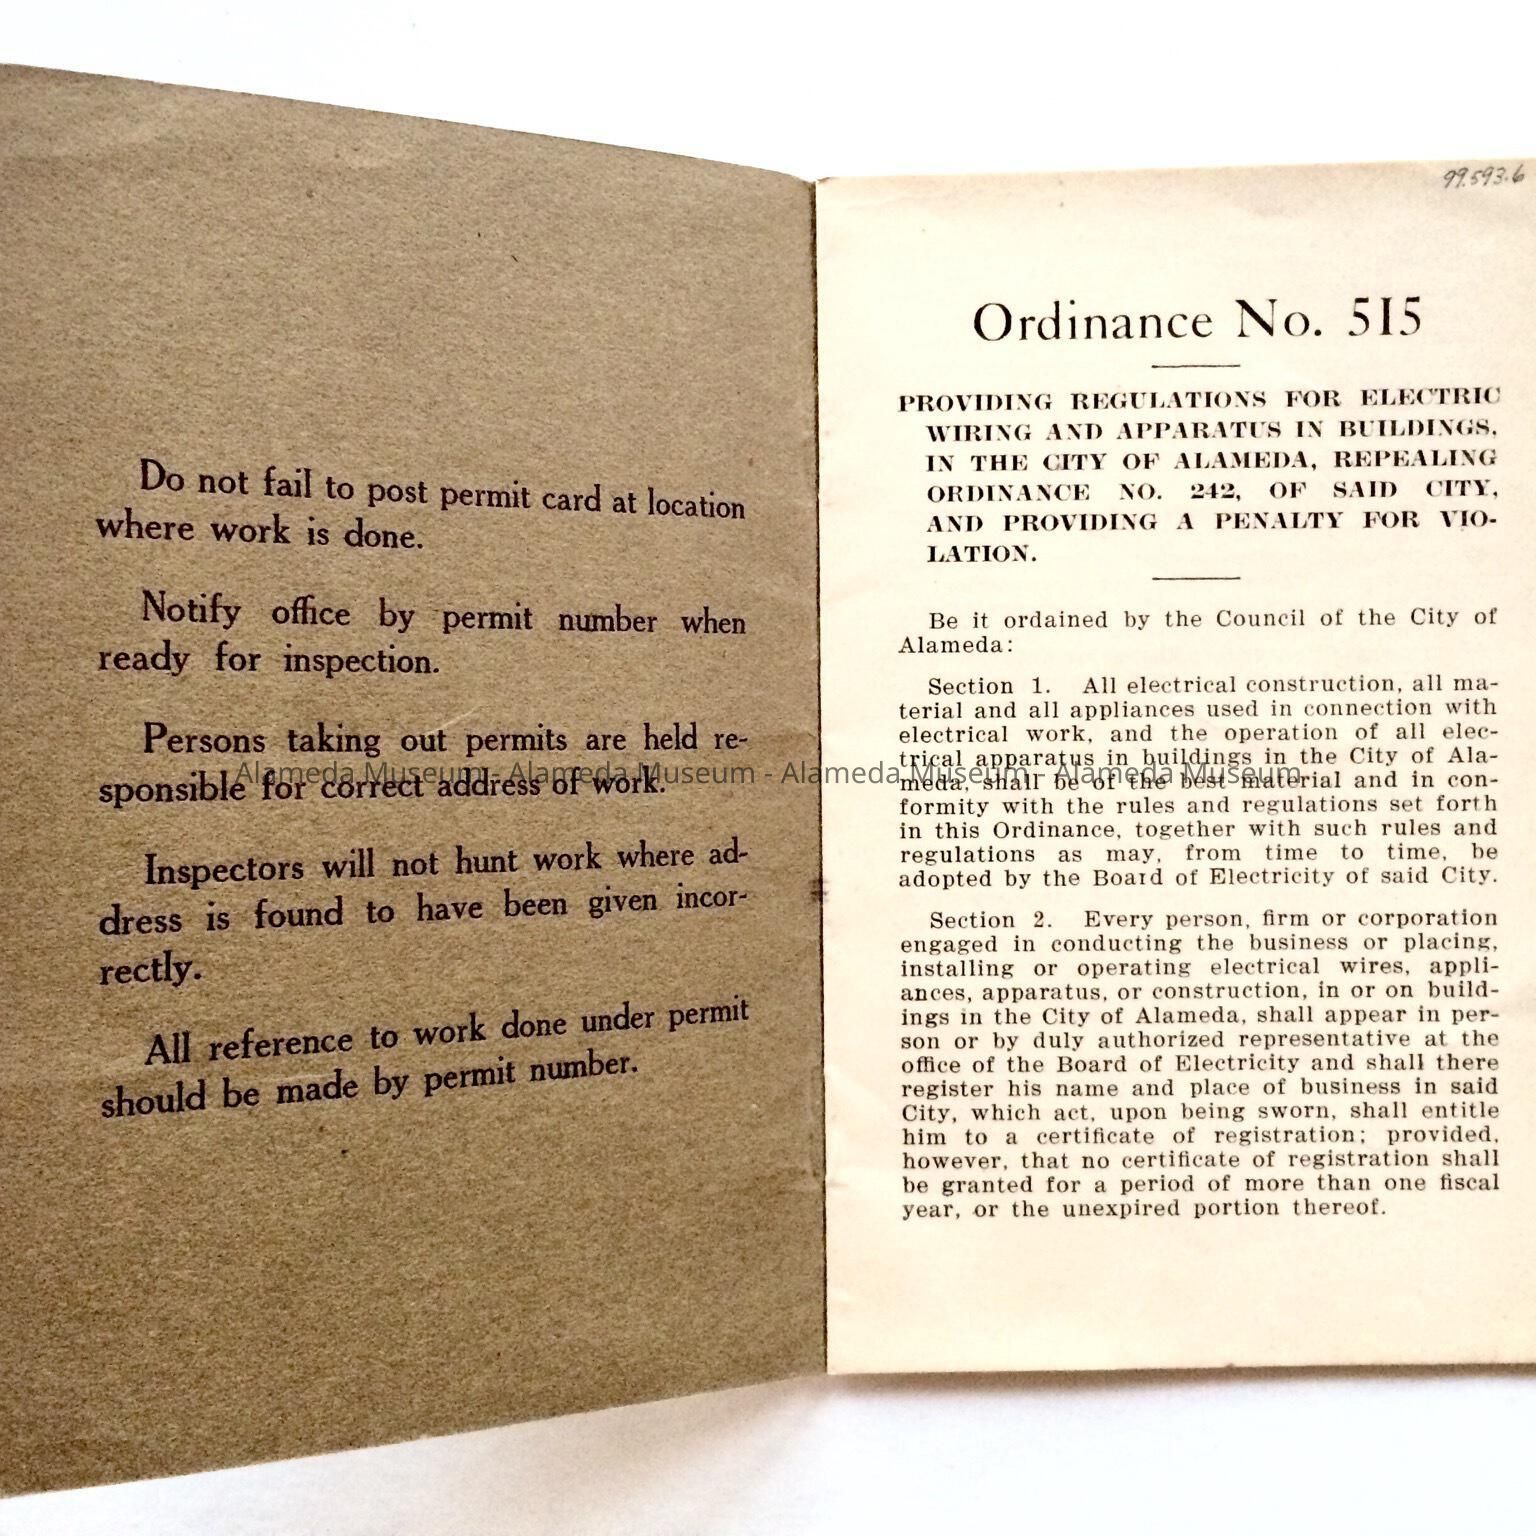 Do not fail to post permit card at location
where work is done.
Notify office by permit number when
ready for inspection.
Persons taking out permits are held re-
sponsible for correct address of work.
Inspectors will not hunt work where ad-
dress is found to have been given incor-
rectly.
All reference to work done under permit
should be made by permit number.
99.593.6
Ordinance No. 515
PROVIDING REGULATIONS FOR ELECTRIC
WIRING AND APPARATUS IN BUILDINGS,
IN THE CITY OF ALAMEDA, REPEALING
ORDINANCE NO. 242, OF SAID CITY,
AND PROVIDING A PENALTY FOR VIO-
LATION.
Be it ordained by the Council of the City of
Alameda:
Section 1. All electrical construction, all ma-
terial and all appliances used in connection with
electrical work, and the operation of all elec-
trical apparatus in buildings in the City of Ala-
meda, shall be of the best material and in con-
formity with the rules and regulations set forth
in this Ordinance, together with such rules and
regulations as may, from time to time, be
adopted by the Board of Electricity of said City.
Section 2. Every person, firm or corporation
engaged in conducting the business or placing,
installing or operating electrical wires, appli-
ances, apparatus, or construction, in or on build-
ings in the City of Alameda, shall appear in per-
son or by duly authorized representative at the
office of the Board of Electricity and shall there
register his name and place of business in said
City, which act, upon being sworn, shall entitle
him to a certificate of registration; provided,
however, that no certificate of registration shall
be granted for a period of more than one fiscal
year, or the unexpired portion thereof.
Alameda Museum - Alameda Museum - Alameda Museum - Alameda Museum